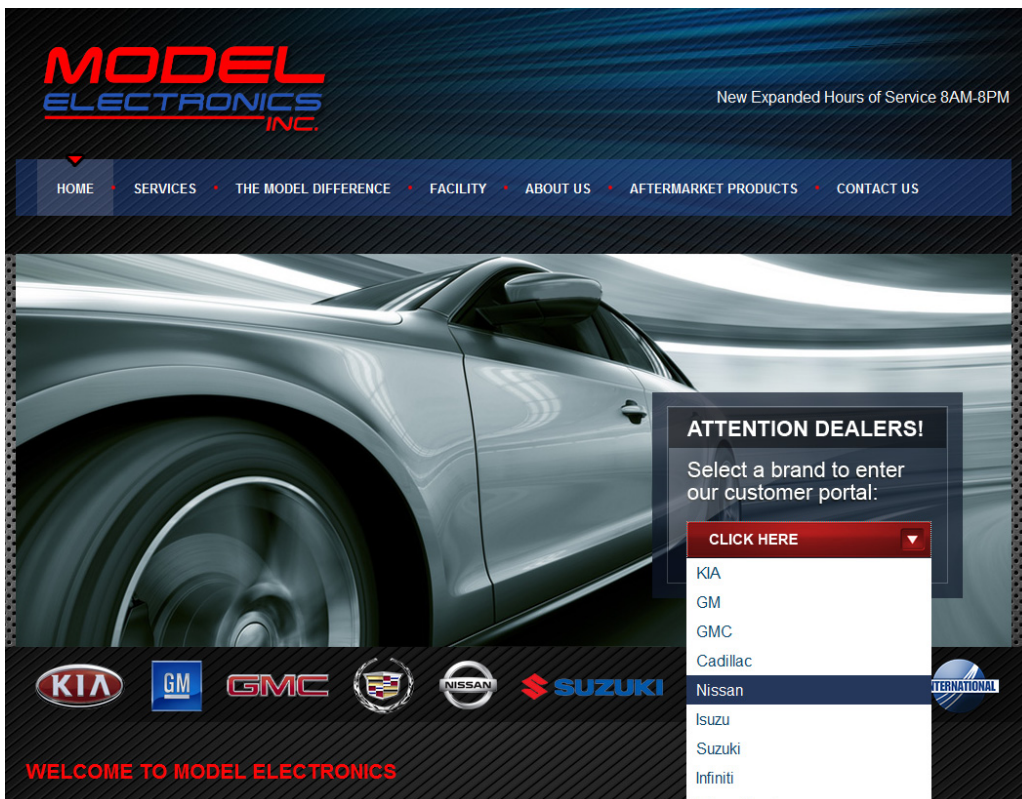 MODEL
ELECTRONICS
INC.
New Expanded Hours of Service 8AM-8PM
HOME • SERVICES • THE MODEL DIFFERENCE • FACILITY • ABOUT US • AFTERMARKET PRODUCTS • CONTACT US
ATTENTION DEALERS!
Select a brand to enter
our customer portal:
CLICK HERE
KIA
GM
GMC
Cadillac
Nissan
Isuzu
Suzuki
Infiniti
KIA GM GMC NISSAN SUZUKI
WELCOME TO MODEL ELECTRONICS